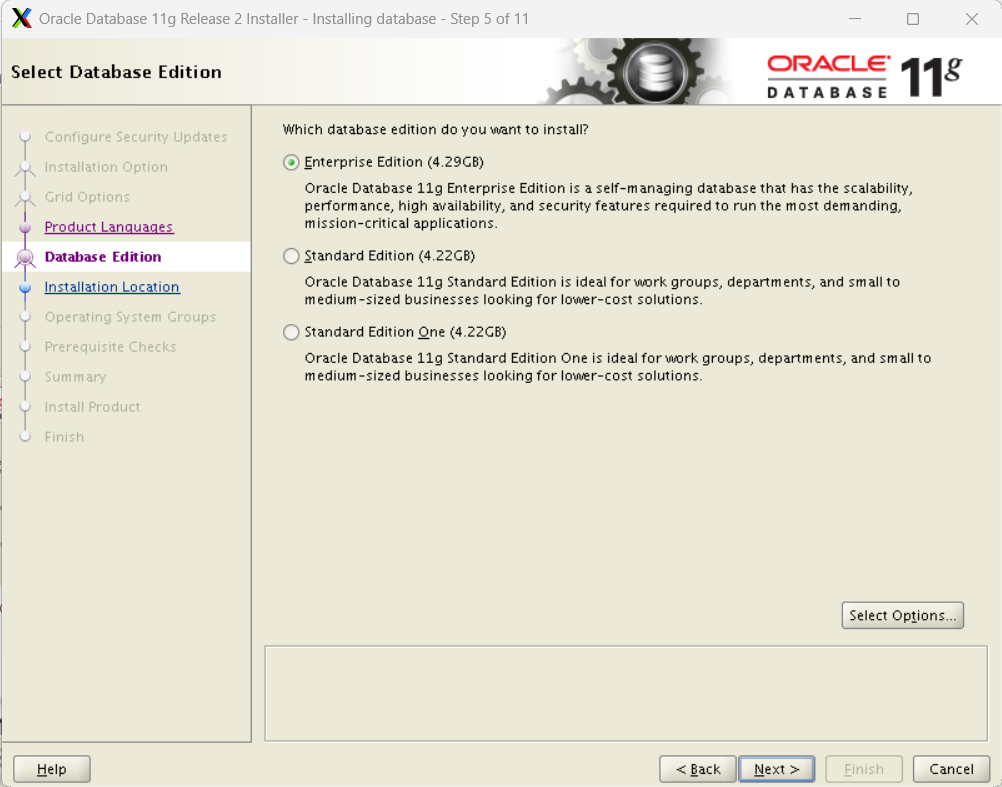 Oracle Database 11g Release 2 Installer - Installing database - Step 5 of 11
Select Database Edition
ORACLE
DATABASE
11g
Configure Security Updates
Installation Option
Grid Options
Product Languages
Database Edition
Installation Location
Operating System Groups
Prerequisite Checks
Summary
Install Product
Finish
Which database edition do you want to install?
Enterprise Edition (4.29GB)
Oracle Database 11g Enterprise Edition is a self-managing database that has the scalability,
performance, high availability, and security features required to run the most demanding,
mission-critical applications.
Standard Edition (4.22GB)
Oracle Database 11g Standard Edition is ideal for work groups, departments, and small to
medium-sized businesses looking for lower-cost solutions.
Standard Edition One (4.22GB)
Oracle Database 11g Standard Edition One is ideal for work groups, departments, and small to
medium-sized businesses looking for lower-cost solutions.
Select Options...
Help
< Back
Next >
Finish
Cancel